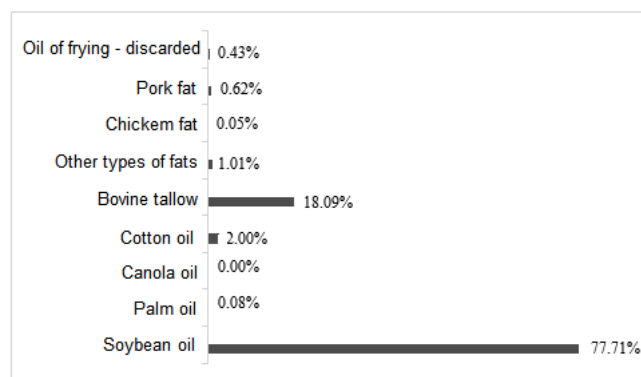 Oil of frying - discarded 0.43%
Pork fat 0.62%
Chickem fat 0.05%
Other types of fats 1.01%
Bovine tallow 18.09%
Cotton oil 2.00%
Canola oil 0.00%
Palm oil 0.08%
Soybean oil 77.71%